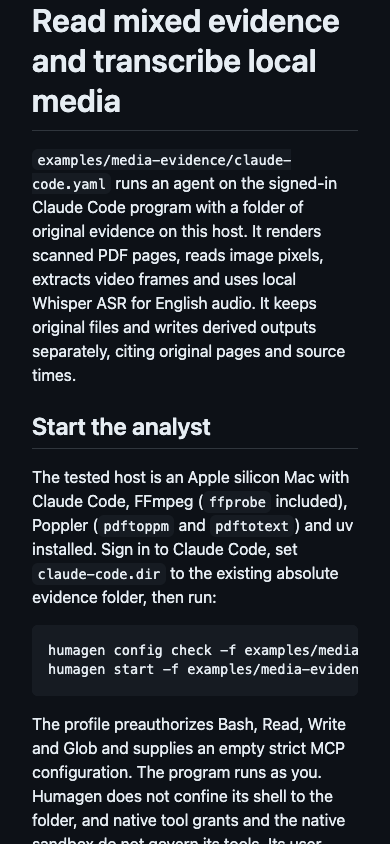 Read mixed evidence
and transcribe local
media
examples/media-evidence/claude-
code.yaml runs an agent on the signed-in
Claude Code program with a folder of
original evidence on this host. It renders
scanned PDF pages, reads image pixels,
extracts video frames and uses local
Whisper ASR for English audio. It keeps
original files and writes derived outputs
separately, citing original pages and source
times.
Start the analyst
The tested host is an Apple silicon Mac with
Claude Code, FFmpeg ( ffprobe included),
Poppler ( pdftoppm and pdftotext ) and uv
installed. Sign in to Claude Code, set
claude-code.dir to the existing absolute
evidence folder, then run:
humagen config check -f examples/media
humagen start -f examples/media-eviden
The profile preauthorizes Bash, Read, Write
and Glob and supplies an empty strict MCP
configuration. The program runs as you.
Humagen does not confine its shell to the
folder, and native tool grants and the native
sandbox do not govern its tools. Its user